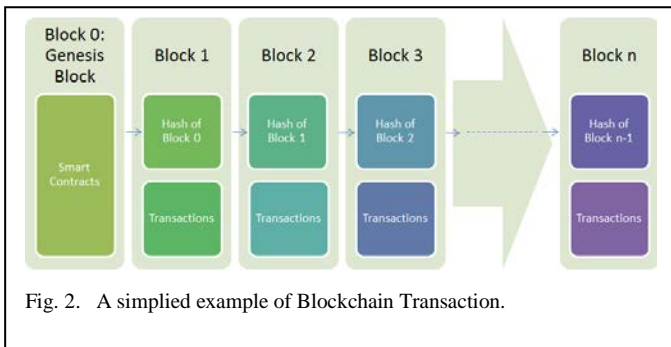 Block 0:
Genesis
Block
Smart
Contracts
Block 1
Hash of
Block 0
Transactions
Block 2
Hash of
Block 1
Transactions
Block 3
Hash of
Block 2
Transactions
Block n
Hash of
Block n-1
Transactions
Fig. 2. A simplied example of Blockchain Transaction.